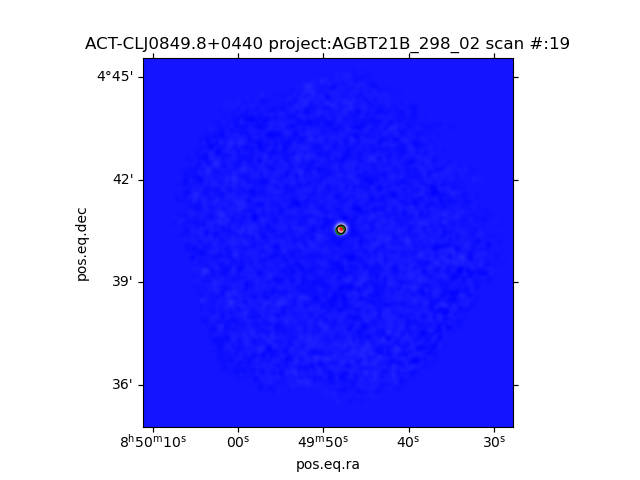 ACT-CLJ0849.8+0440 project:AGBT21B_298_02 scan #:19
4°45'
42'
39'
36'
pos.eq.dec
8ʰ50ᵐ10ˢ 00ˢ 49ᵐ50ˢ 40ˢ 30ˢ
pos.eq.ra